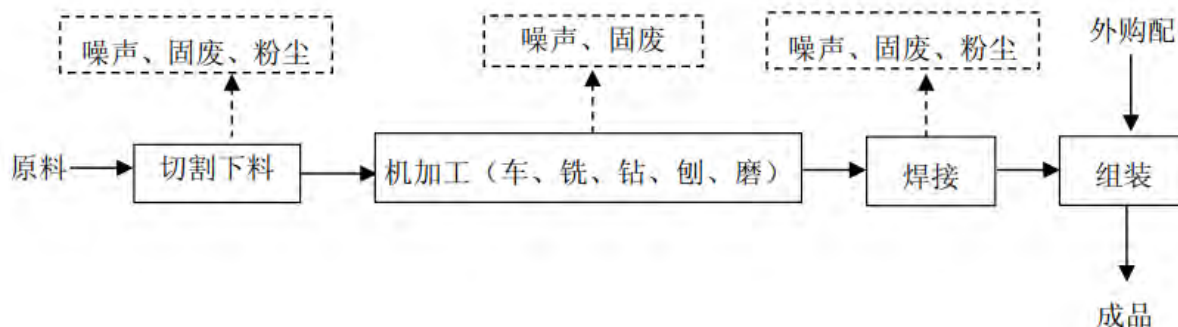 噪声、固废、粉尘
噪声、固废
噪声、固废、粉尘
外购配
原料
切割下料
机加工（车、铣、钻、刨、磨）
焊接
组装
成品